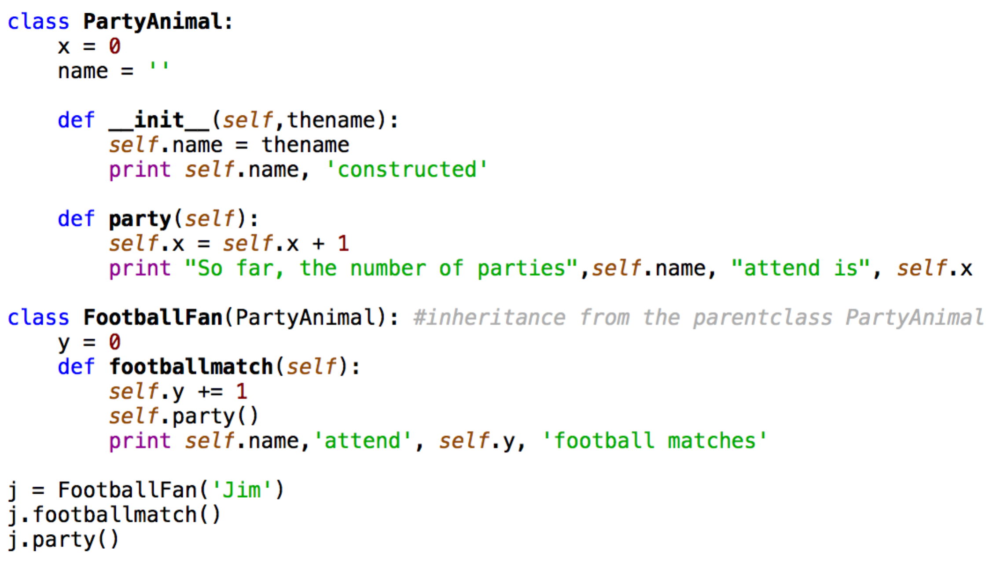 class PartyAnimal:
    x = 0
    name = ''

    def __init__(self,thename):
        self.name = thename
        print self.name, 'constructed'

    def party(self):
        self.x = self.x + 1
        print "So far, the number of parties",self.name, "attend is", self.x

class FootballFan(PartyAnimal): #inheritance from the parentclass PartyAnimal
    y = 0
    def footballmatch(self):
        self.y += 1
        self.party()
        print self.name,'attend', self.y, 'football matches'

j = FootballFan('Jim')
j.footballmatch()
j.party()